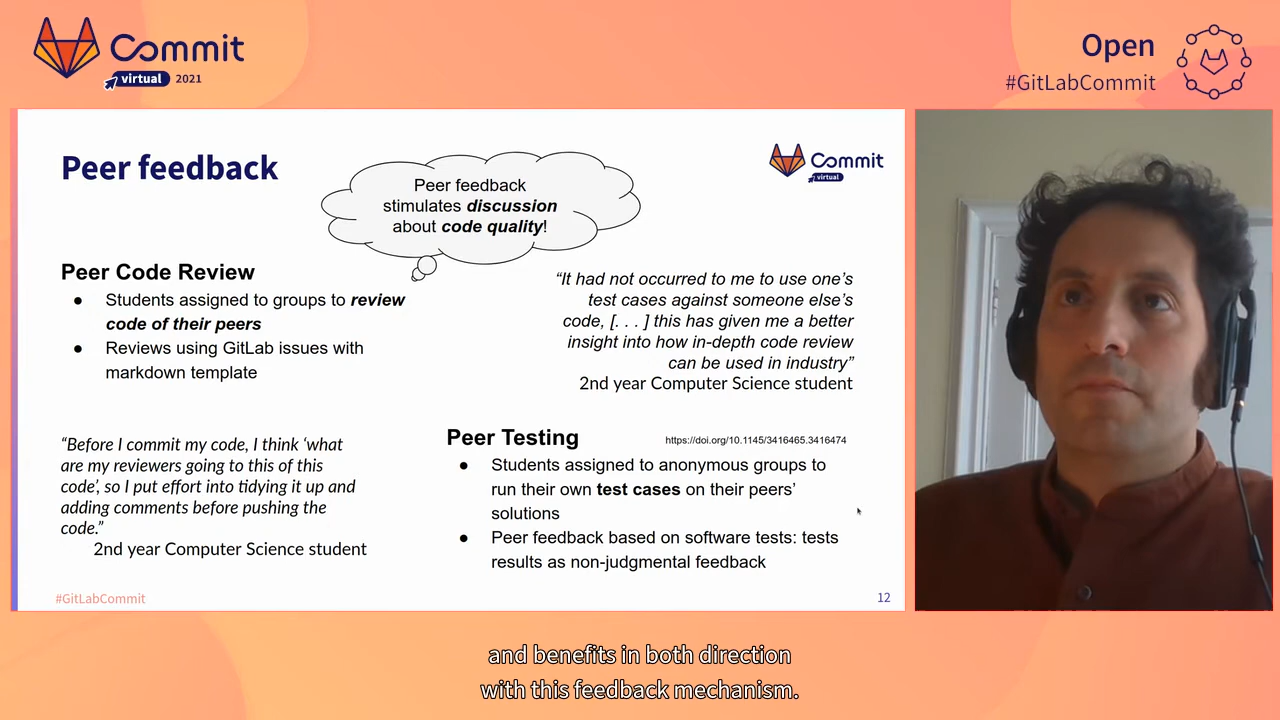 Commit
virtual 2021
Open
#GitLabCommit
Peer feedback
Peer feedback
stimulates discussion
about code quality!
Commit
virtual
Peer Code Review
● Students assigned to groups to review
code of their peers
● Reviews using GitLab issues with
markdown template
“It had not occurred to me to use one’s
test cases against someone else’s
code, [. . . ] this has given me a better
insight into how in-depth code review
can be used in industry”
2nd year Computer Science student
“Before I commit my code, I think ‘what
are my reviewers going to this of this
code’, so I put effort into tidying it up and
adding comments before pushing the
code.”
2nd year Computer Science student
Peer Testing
https://doi.org/10.1145/3416465.3416474
● Students assigned to anonymous groups to
run their own test cases on their peers’
solutions
● Peer feedback based on software tests: tests
results as non-judgmental feedback
#GitLabCommit
12
and benefits in both direction
with this feedback mechanism.